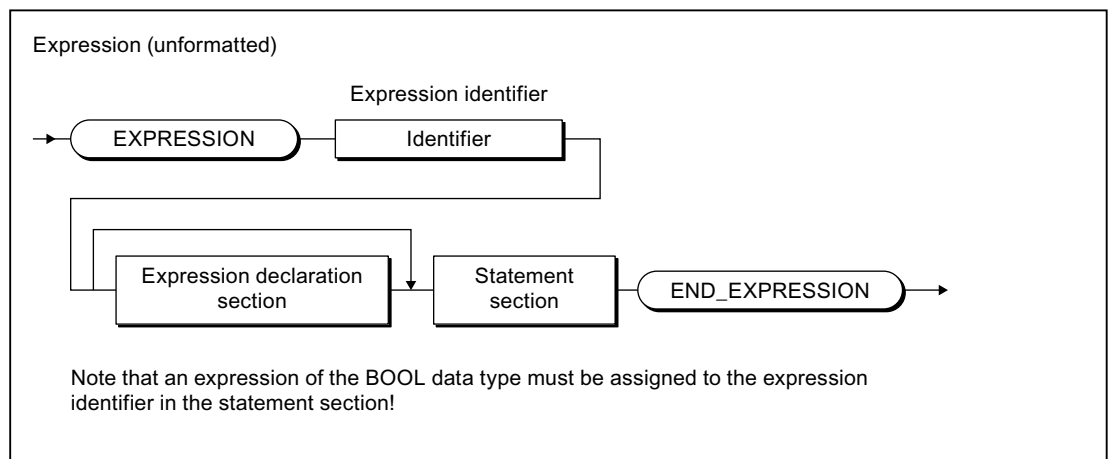 Expression (unformatted)
Expression identifier
EXPRESSION
Identifier
Expression declaration
section
Statement
section
END_EXPRESSION
Note that an expression of the BOOL data type must be assigned to the expression
identifier in the statement section!